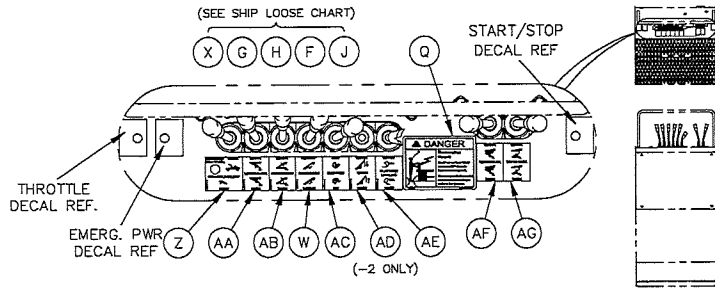 (SEE SHIP LOOSE CHART)
X G H F J
Q
START/STOP
DECAL REF
DANGER
THROTTLE
DECAL REF.
EMERG. PWR
DECAL REF
Z AA AB W AC AD AE AF AG
(-2 ONLY)